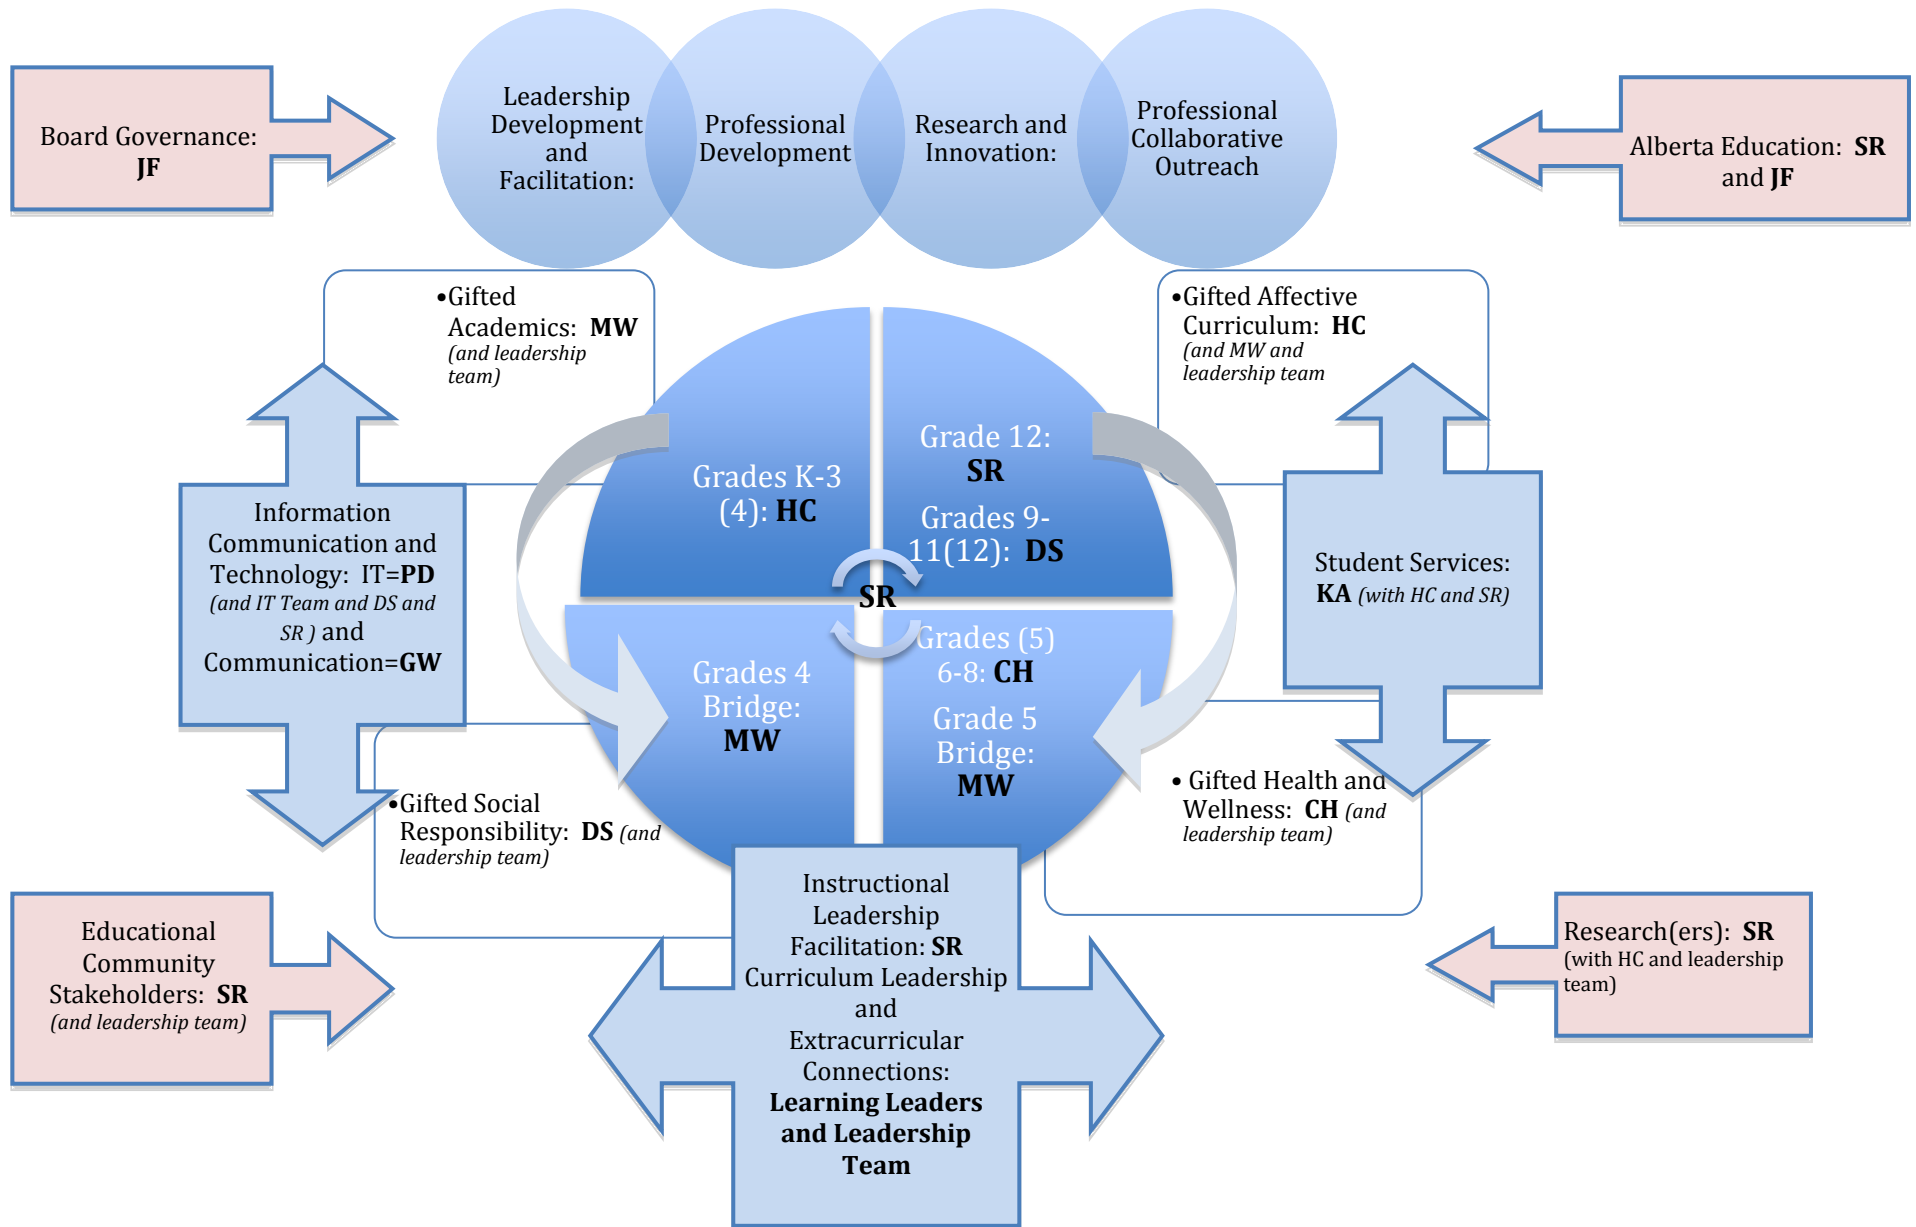 Board Governance:
JF
Leadership
Development
and
Facilitation:
Professional
Development
Research and
Innovation:
Professional
Collaborative
Outreach
Alberta Education:  SR
and JF
•Gifted
Academics:  MW
(and leadership
team)
•Gifted Affective
Curriculum:  HC
(and MW and
leadership team
Grades K-3
(4): HC
Grade 12:
SR
Grades 9-
11(12):  DS
SR
Information
Communication and
Technology:  IT=PD
(and IT Team and DS and
SR ) and
Communication=GW
Student Services:
KA (with HC and SR)
Grades 4
Bridge:
MW
Grades (5)
6-8: CH
Grade 5
Bridge:
MW
•Gifted Social
Responsibility:  DS (and
leadership team)
• Gifted Health and
Wellness:  CH (and
leadership team)
Educational
Community
Stakeholders:  SR
(and leadership team)
Instructional
Leadership
Facilitation: SR
Curriculum Leadership
and
Extracurricular
Connections:
Learning Leaders
and Leadership
Team
Research(ers):  SR
(with HC and leadership
team)